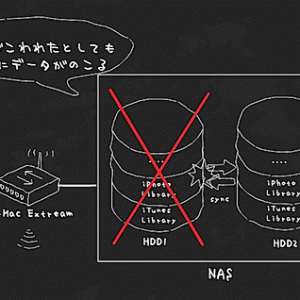 がこわれたとしても
にデータがのこる
....
iPhoto
Library
iTunes
Library
HDD1
sync
....
iPhoto
Library
iTunes
Library
HDD2
Mac Extream
NAS